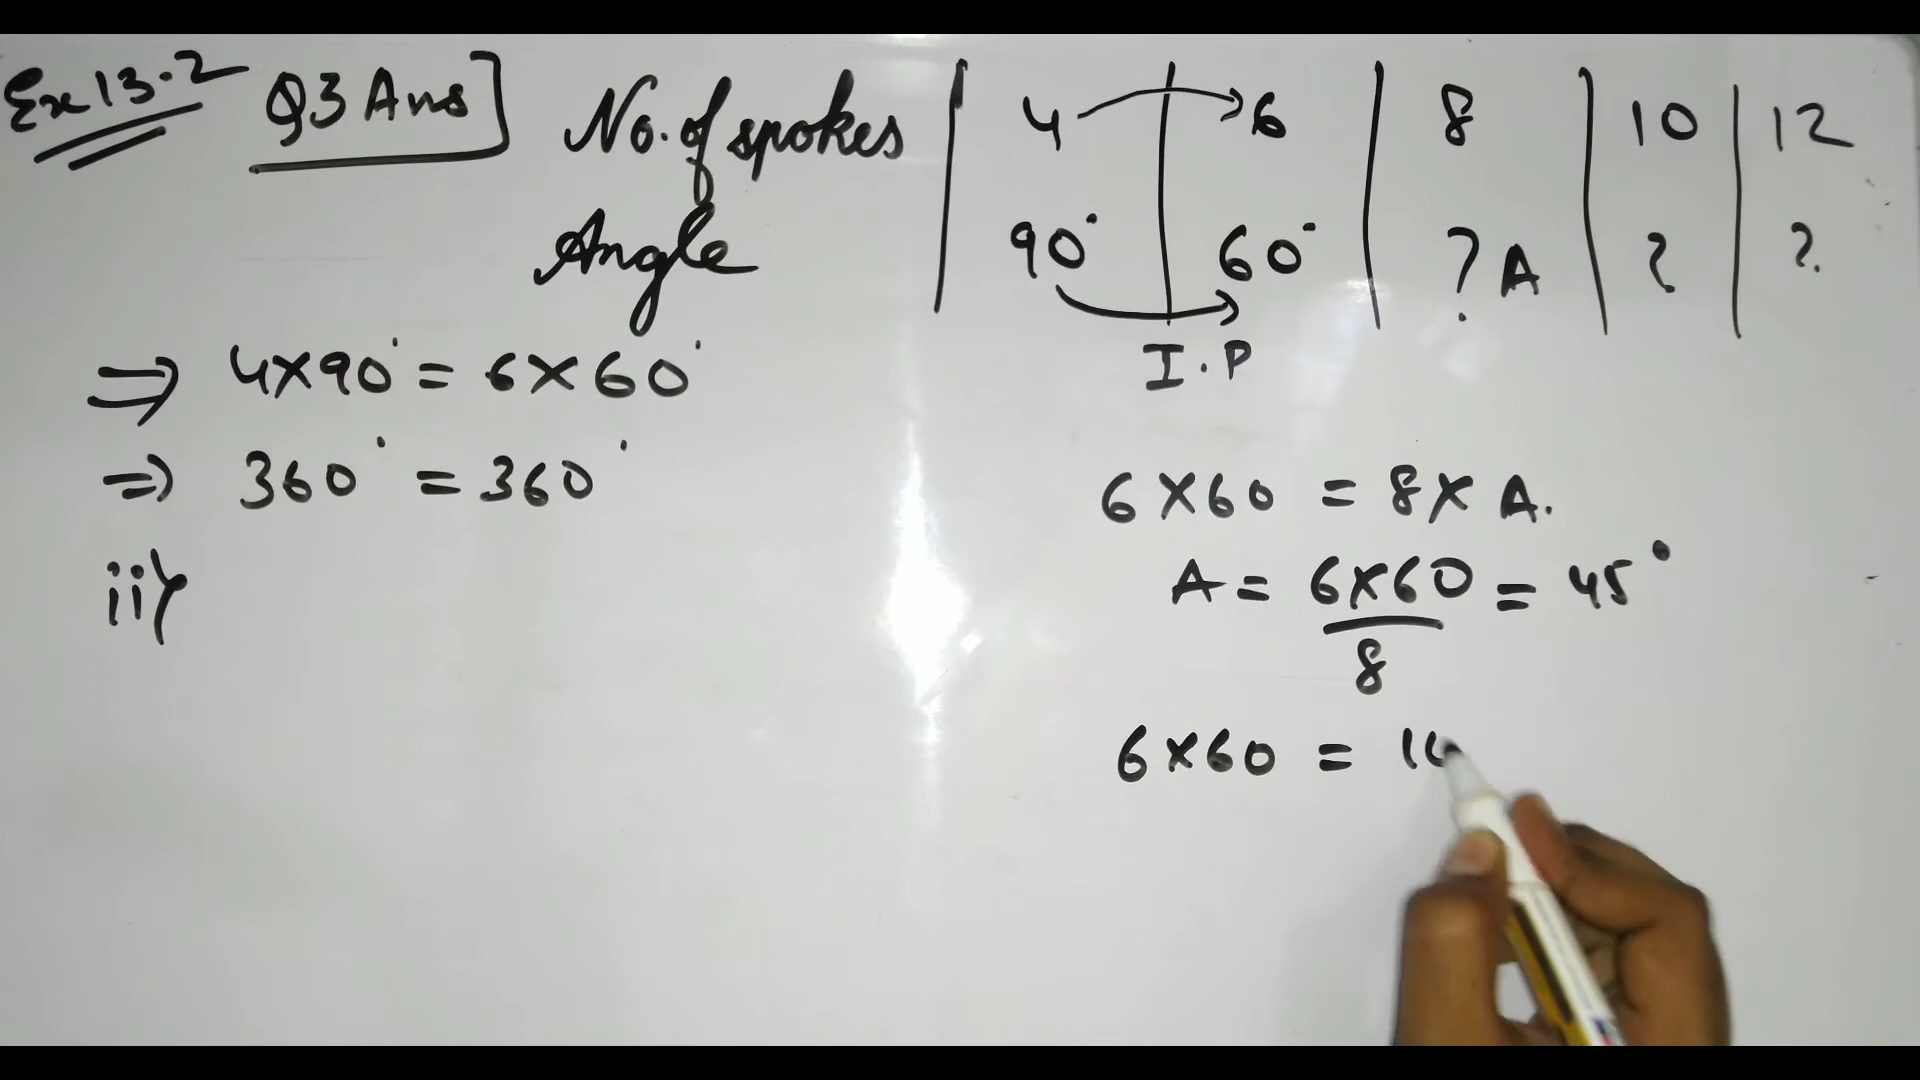 Ex 13.2 Q3 Ans] No. of spokes | 4 | 6 | 8 | 10 | 12
Angle | 90° | 60° | ? A | ? | ?
I.P
⇒ 4×90° = 6×60°
⇒ 360° = 360°
ii)
6×60 = 8× A.
A = 6×60 = 45°
8
6×60 = 10